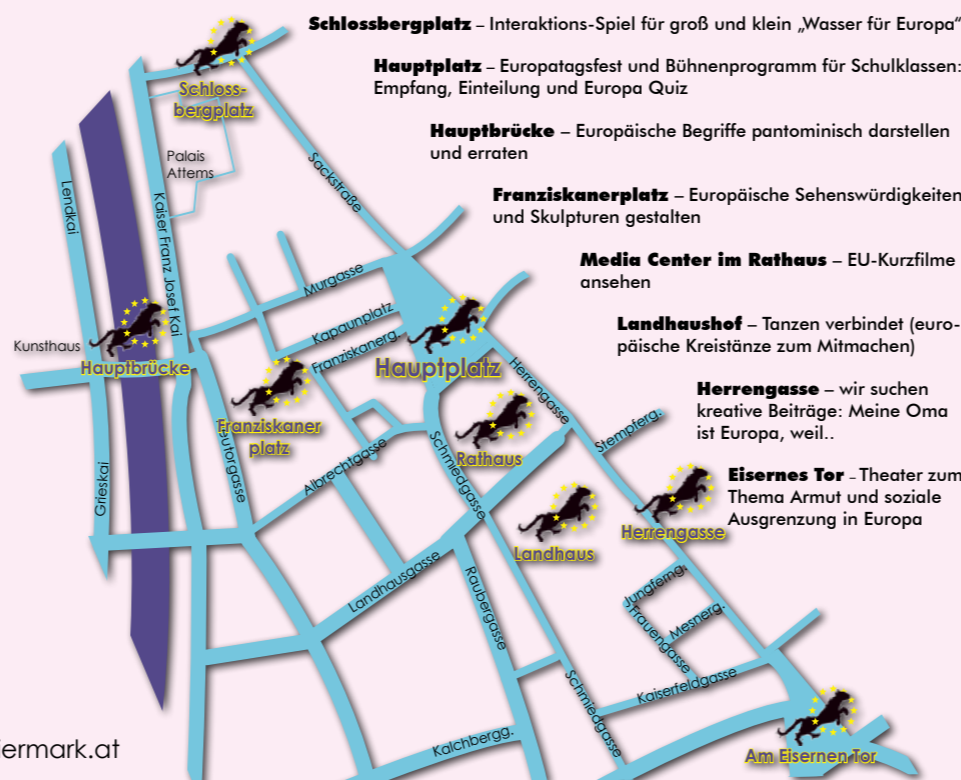 Schlossbergplatz – Interaktions-Spiel für groß und klein „Wasser für Europa“
Hauptplatz – Europatagsfest und Bühnenprogramm für Schulklassen:
Empfang, Einteilung und Europa Quiz
Hauptbrücke – Europäische Begriffe pantominisch darstellen
und erraten
Franziskanerplatz – Europäische Sehenswürdigkeiten
und Skulpturen gestalten
Media Center im Rathaus – EU-Kurzfilme
ansehen
Landhaushof – Tanzen verbindet (euro-
päische Kreistänze zum Mitmachen)
Herrengasse – wir suchen
kreative Beiträge: Meine Oma
ist Europa, weil..
Eisernes Tor – Theater zum
Thema Armut und soziale
Ausgrenzung in Europa
Schloss-
bergplatz
Palais
Attems
Sackstraße
Lendkai
Kaiser Franz Josef Kai
Murgasse
Kapaunplatz
Franziskanerg.
Kunsthaus
Hauptbrücke
Hauptplatz
Franziskaner
platz
Herrengasse
Stempferg.
Rathaus
Albrechtgasse
Schmiedgasse
Grieskai
eutorgasse
Landhaus
Herrengasse
Landhausgasse
Raubergasse
Jungferng.
Frauengasse
Mesnerg.
Kaiserfeldgasse
Schmiedgasse
Kalchbergg.
Am Eisernen Tor
iermark.at